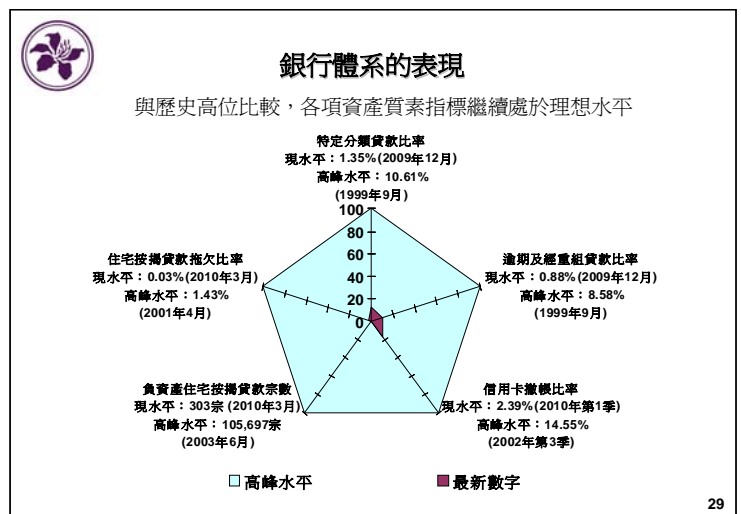 銀行體系的表現
與歷史高位比較，各項資產質素指標繼續處於理想水平
特定分類貸款比率
現水平：1.35%(2009年12月)
高峰水平：10.61%
(1999年9月)
100
80
60
40
20
0
住宅按揭貸款拖欠比率
現水平：0.03%(2010年3月)
高峰水平：1.43%
(2001年4月)
逾期及經重組貸款比率
現水平：0.88%(2009年12月)
高峰水平：8.58%
(1999年9月)
負資產住宅按揭貸款宗數
現水平：303宗 (2010年3月)
高峰水平：105,697宗
(2003年6月)
信用卡撇帳比率
現水平：2.39%(2010年第1季)
高峰水平：14.55%
(2002年第3季)
高峰水平
最新數字
29